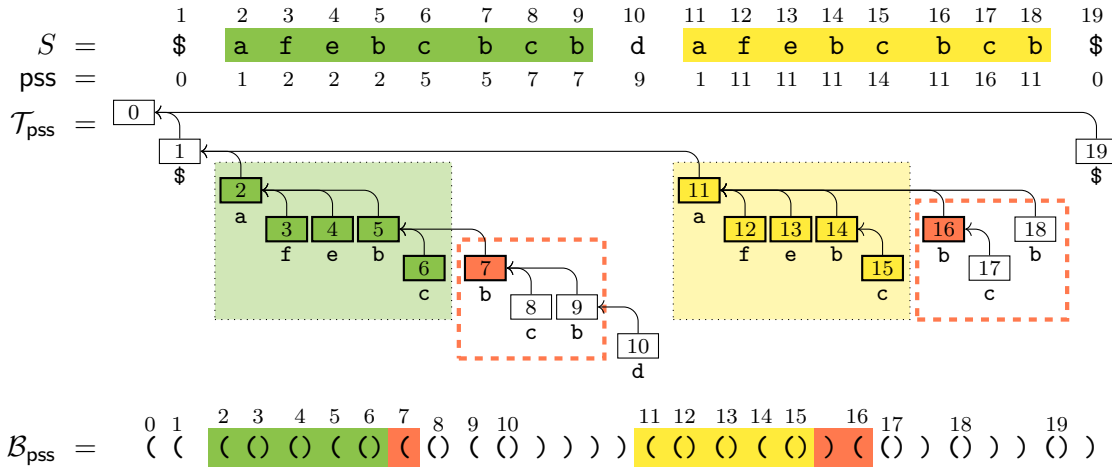 1 2 3 4 5 6 7 8 9 10 11 12 13 14 15 16 17 18 19
S = $ a f e b c b c b d a f e b c b c b $
pss = 0 1 2 2 2 5 5 7 7 9 1 11 11 11 14 11 16 11 0
𝒯pss = 0
1 19
$ $
2 11
a a
3 4 5 12 13 14 16 18
f e b f e b b b
6 7 15 17
c b c c
8 9
c b
10
d
0 1 2 3 4 5 6 7 8 9 10 11 12 13 14 15 16 17 18 19
ℬpss = ( ( ( () () ( () ( () ( () ) ) ) ) ( () () ( () ) ( () ) () ) ) () )